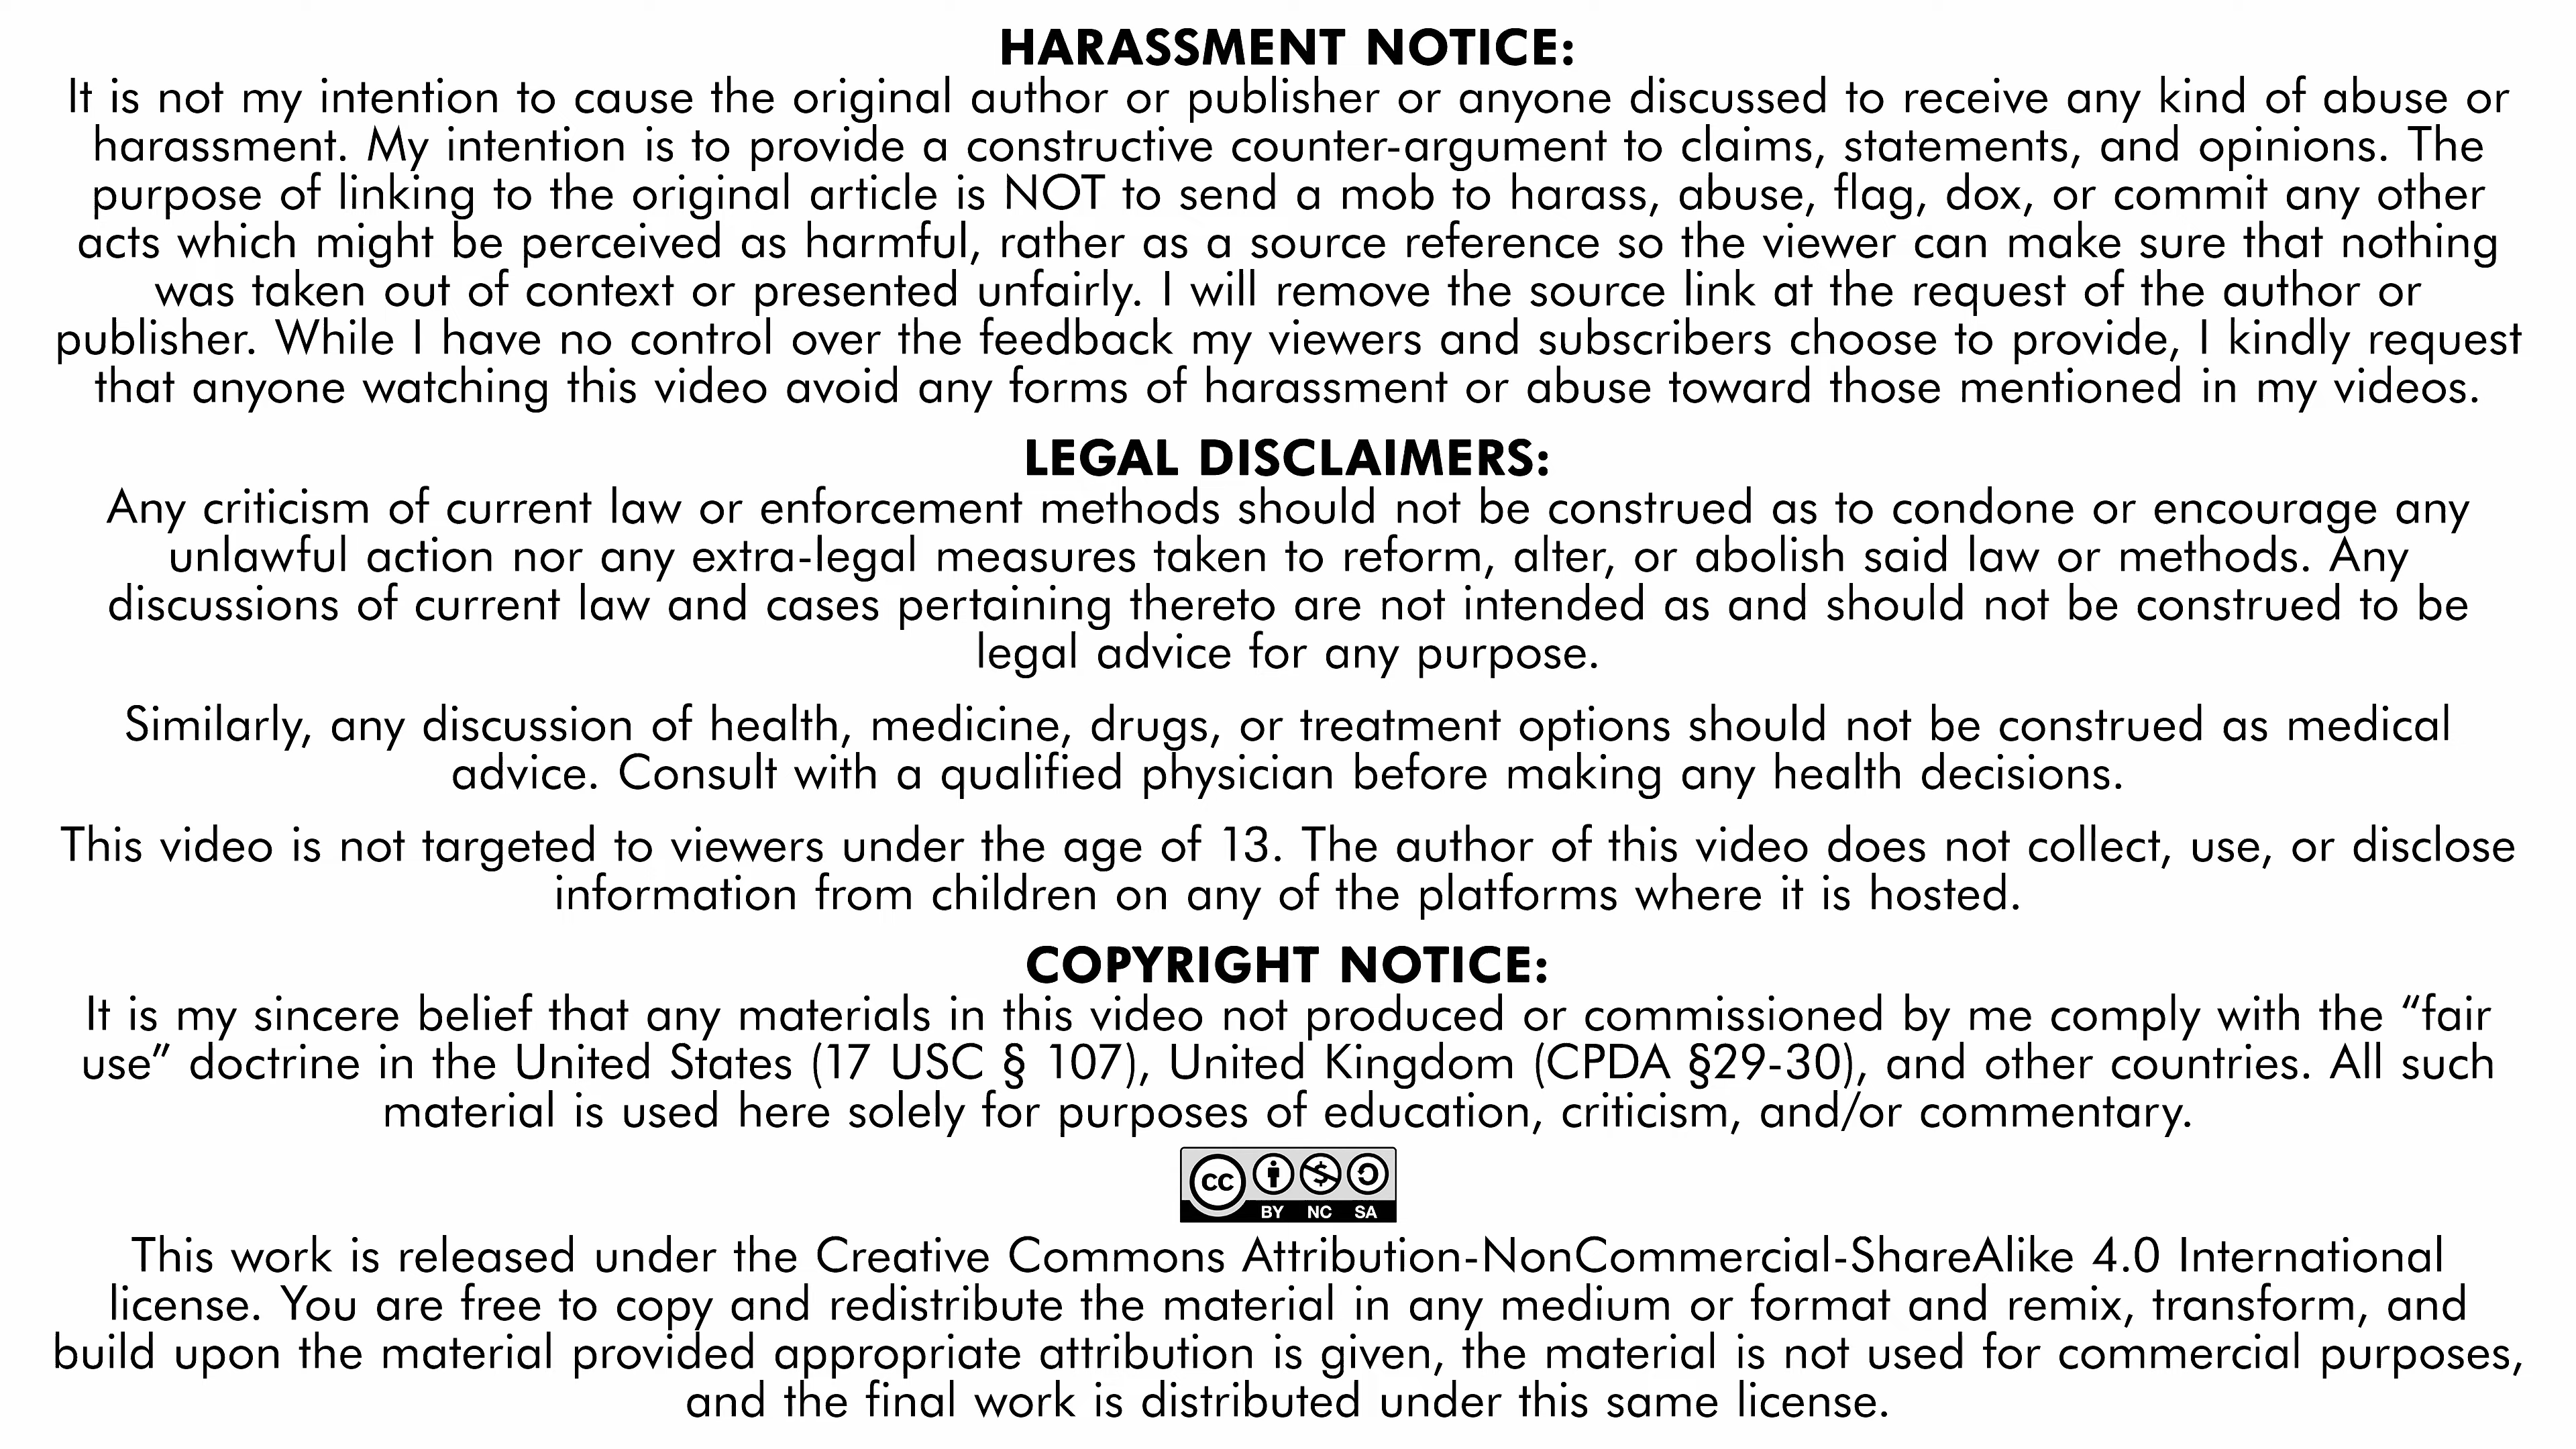 HARASSMENT NOTICE:
It is not my intention to cause the original author or publisher or anyone discussed to receive any kind of abuse or
harassment. My intention is to provide a constructive counter-argument to claims, statements, and opinions. The
purpose of linking to the original article is NOT to send a mob to harass, abuse, flag, dox, or commit any other
acts which might be perceived as harmful, rather as a source reference so the viewer can make sure that nothing
was taken out of context or presented unfairly. I will remove the source link at the request of the author or
publisher. While I have no control over the feedback my viewers and subscribers choose to provide, I kindly request
that anyone watching this video avoid any forms of harassment or abuse toward those mentioned in my videos.
LEGAL DISCLAIMERS:
Any criticism of current law or enforcement methods should not be construed as to condone or encourage any
unlawful action nor any extra-legal measures taken to reform, alter, or abolish said law or methods. Any
discussions of current law and cases pertaining thereto are not intended as and should not be construed to be
legal advice for any purpose.
Similarly, any discussion of health, medicine, drugs, or treatment options should not be construed as medical
advice. Consult with a qualified physician before making any health decisions.
This video is not targeted to viewers under the age of 13. The author of this video does not collect, use, or disclose
information from children on any of the platforms where it is hosted.
COPYRIGHT NOTICE:
It is my sincere belief that any materials in this video not produced or commissioned by me comply with the “fair
use” doctrine in the United States (17 USC § 107), United Kingdom (CPDA §29-30), and other countries. All such
material is used here solely for purposes of education, criticism, and/or commentary.
cc BY NC SA
This work is released under the Creative Commons Attribution-NonCommercial-ShareAlike 4.0 International
license. You are free to copy and redistribute the material in any medium or format and remix, transform, and
build upon the material provided appropriate attribution is given, the material is not used for commercial purposes,
and the final work is distributed under this same license.